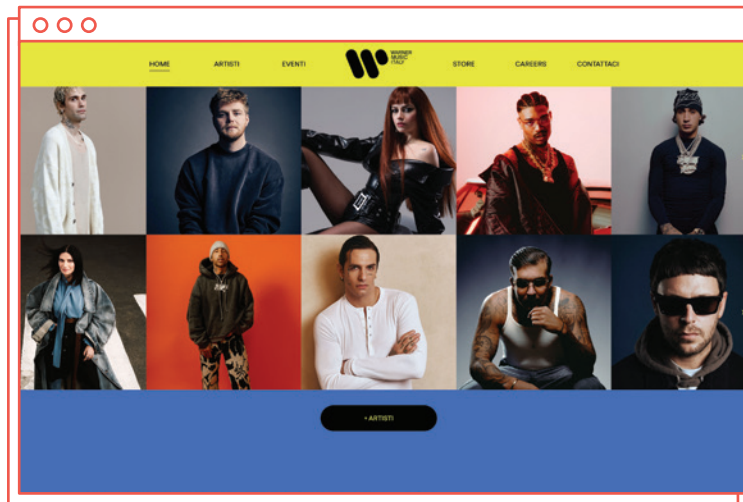 HOME
ARTISTI
EVENTI
WARNER
MUSIC
ITALY
STORE
CAREERS
CONTATTACI
+ ARTISTI